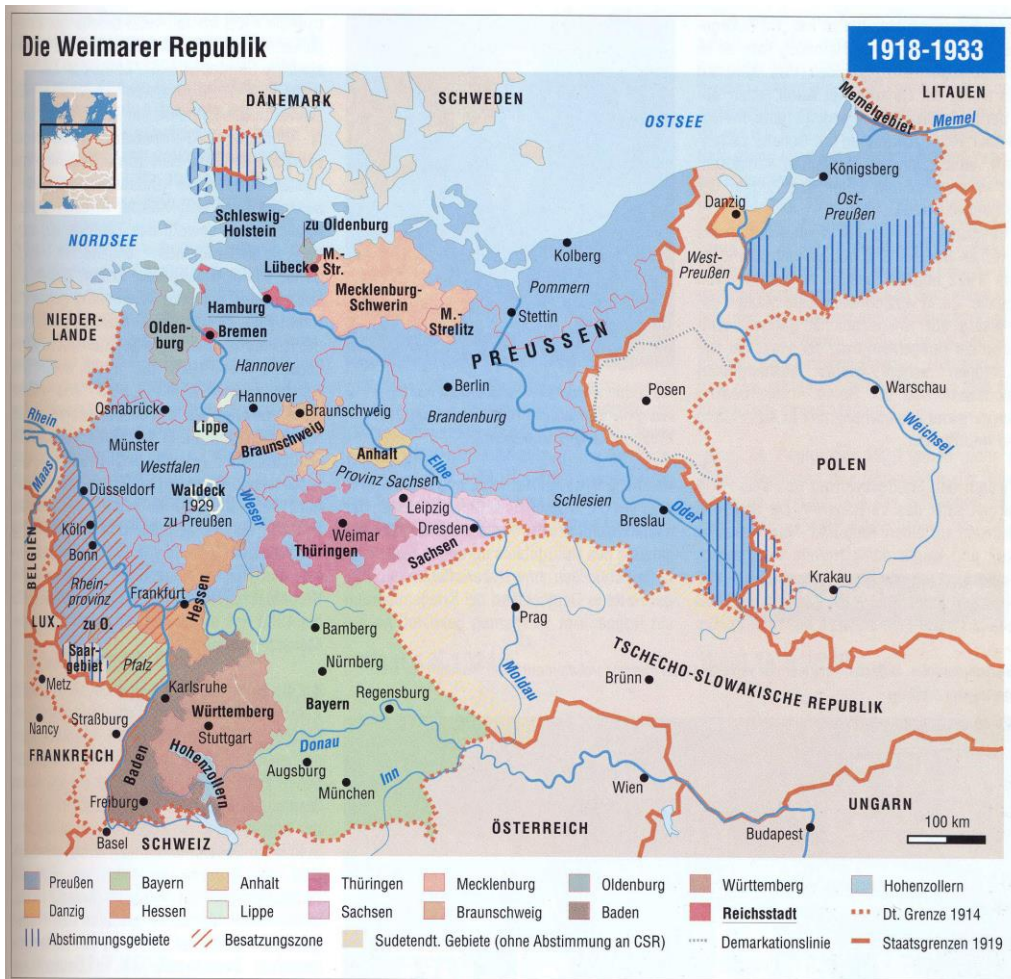 Die Weimarer Republik
1918-1933
DÄNEMARK
SCHWEDEN
LITAUEN
Memelgebiet
Memel
OSTSEE
Königsberg
Ost-
Preußen
Danzig
Schleswig-
Holstein
zu Oldenburg
NORDSEE
Kolberg
West-
Preußen
Lübeck
M.-
Str.
Pommern
Mecklenburg-
Schwerin
Hamburg
NIEDER-
LANDE
Olden-
burg
Bremen
M.-
Strelitz
Stettin
PREUSSEN
Hannover
Berlin
Posen
Warschau
Hannover
Braunschweig
Osnabrück
Brandenburg
Rhein
Lippe
Weichsel
Münster
Braunschweig
Anhalt
Elbe
POLEN
Maas
Westfalen
Provinz Sachsen
Düsseldorf
Waldeck
1929
zu Preußen
Weser
Leipzig
Schlesien
Oder
Breslau
Köln
Weimar
Dresden
Bonn
Thüringen
Sachsen
BELGIEN
Rhein-
provinz
Frankfurt
Hessen
Krakau
LUX.
zu O.
Prag
Bamberg
Saar-
gebiet
Pfalz
TSCHECHO-SLOWAKISCHE REPUBLIK
Nürnberg
Moldau
Brünn
Metz
Karlsruhe
Regensburg
Württemberg
Bayern
Nancy
Straßburg
Stuttgart
FRANKREICH
Baden
Hohenzollern
Donau
Augsburg
Inn
München
Wien
Freiburg
UNGARN
ÖSTERREICH
Budapest
100 km
Basel
SCHWEIZ
Preußen
Bayern
Anhalt
Thüringen
Mecklenburg
Oldenburg
Württemberg
Hohenzollern
Danzig
Hessen
Lippe
Sachsen
Braunschweig
Baden
Reichsstadt
Dt. Grenze 1914
Abstimmungsgebiete
Besatzungszone
Sudetendt. Gebiete (ohne Abstimmung an CSR)
Demarkationslinie
Staatsgrenzen 1919